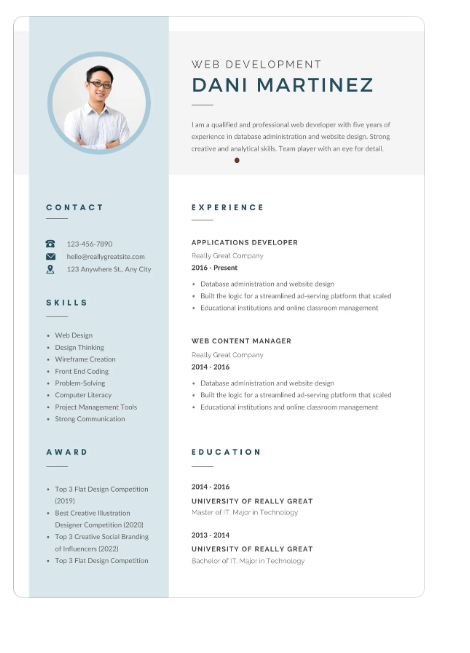 WEB DEVELOPMENT
DANI MARTINEZ
I am a qualified and professional web developer with five years of
experience in database administration and website design. Strong
creative and analytical skills. Team player with an eye for detail.
CONTACT
123-456-7890
hello@reallygreatsite.com
123 Anywhere St., Any City
SKILLS
• Web Design
• Design Thinking
• Wireframe Creation
• Front End Coding
• Problem-Solving
• Computer Literacy
• Project Management Tools
• Strong Communication
AWARD
• Top 3 Flat Design Competition
(2019)
• Best Creative Illustration
Designer Competition (2020)
• Top 3 Creative Social Branding
of Influencers (2022)
• Top 3 Flat Design Competition
EXPERIENCE
APPLICATIONS DEVELOPER
Really Great Company
2016 - Present
• Database administration and website design
• Built the logic for a streamlined ad-serving platform that scaled
• Educational institutions and online classroom management
WEB CONTENT MANAGER
Really Great Company
2014 - 2016
• Database administration and website design
• Built the logic for a streamlined ad-serving platform that scaled
• Educational institutions and online classroom management
EDUCATION
2014 - 2016
UNIVERSITY OF REALLY GREAT
Master of IT, Major in Technology
2013 - 2014
UNIVERSITY OF REALLY GREAT
Bachelor of IT, Major in Technology